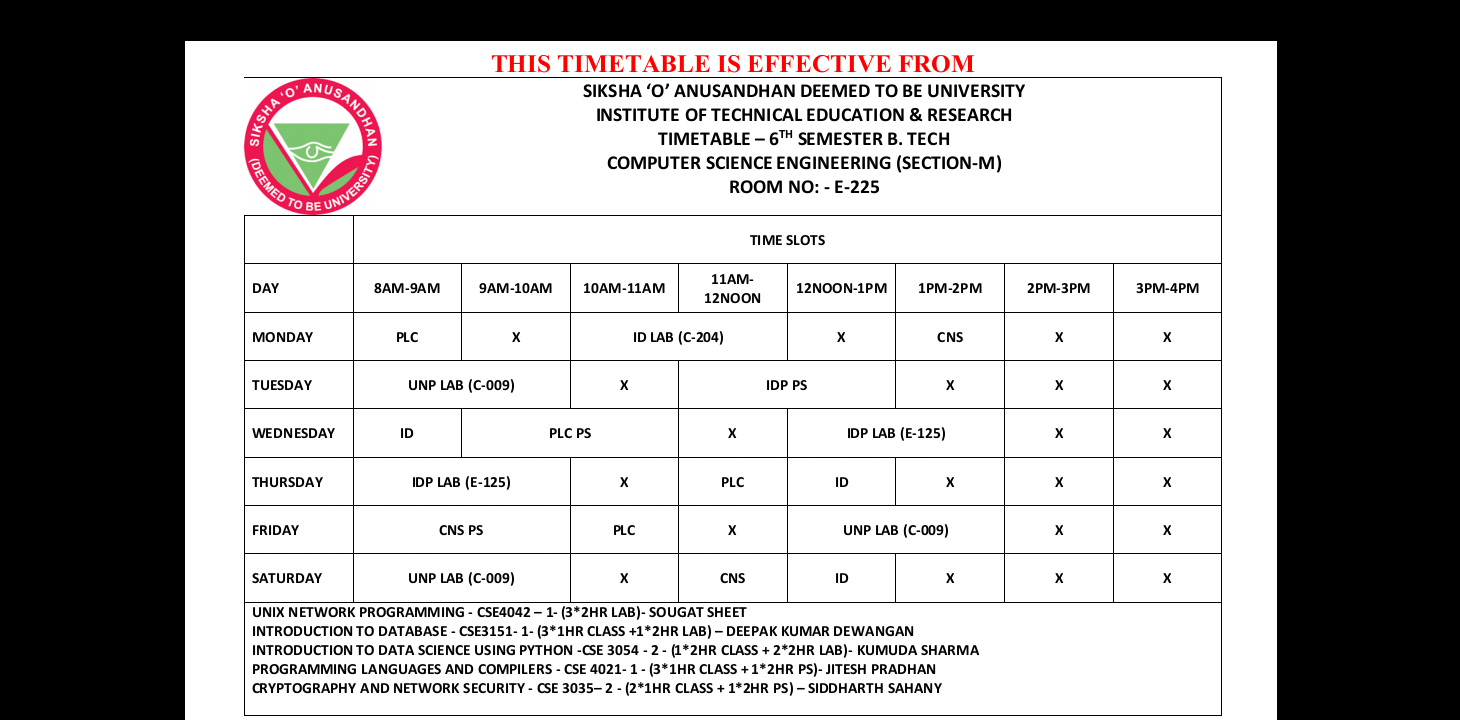 THIS TIMETABLE IS EFFECTIVE FROM
SIKSHA 'O' ANUSANDHAN
(DEEMED TO BE UNIVERSITY)
SIKSHA ‘O’ ANUSANDHAN DEEMED TO BE UNIVERSITY
INSTITUTE OF TECHNICAL EDUCATION & RESEARCH
TIMETABLE – 6TH SEMESTER B. TECH
COMPUTER SCIENCE ENGINEERING (SECTION-M)
ROOM NO: - E-225
TIME SLOTS
DAY 8AM-9AM 9AM-10AM 10AM-11AM 11AM-12NOON 12NOON-1PM 1PM-2PM 2PM-3PM 3PM-4PM
MONDAY PLC X ID LAB (C-204) X CNS X X
TUESDAY UNP LAB (C-009) X IDP PS X X X
WEDNESDAY ID PLC PS X IDP LAB (E-125) X X
THURSDAY IDP LAB (E-125) X PLC ID X X X
FRIDAY CNS PS PLC X UNP LAB (C-009) X X
SATURDAY UNP LAB (C-009) X CNS ID X X X
UNIX NETWORK PROGRAMMING - CSE4042 – 1- (3*2HR LAB)- SOUGAT SHEET
INTRODUCTION TO DATABASE - CSE3151- 1- (3*1HR CLASS +1*2HR LAB) – DEEPAK KUMAR DEWANGAN
INTRODUCTION TO DATA SCIENCE USING PYTHON -CSE 3054 - 2 - (1*2HR CLASS + 2*2HR LAB)- KUMUDA SHARMA
PROGRAMMING LANGUAGES AND COMPILERS - CSE 4021- 1 - (3*1HR CLASS + 1*2HR PS)- JITESH PRADHAN
CRYPTOGRAPHY AND NETWORK SECURITY - CSE 3035– 2 - (2*1HR CLASS + 1*2HR PS) – SIDDHARTH SAHANY